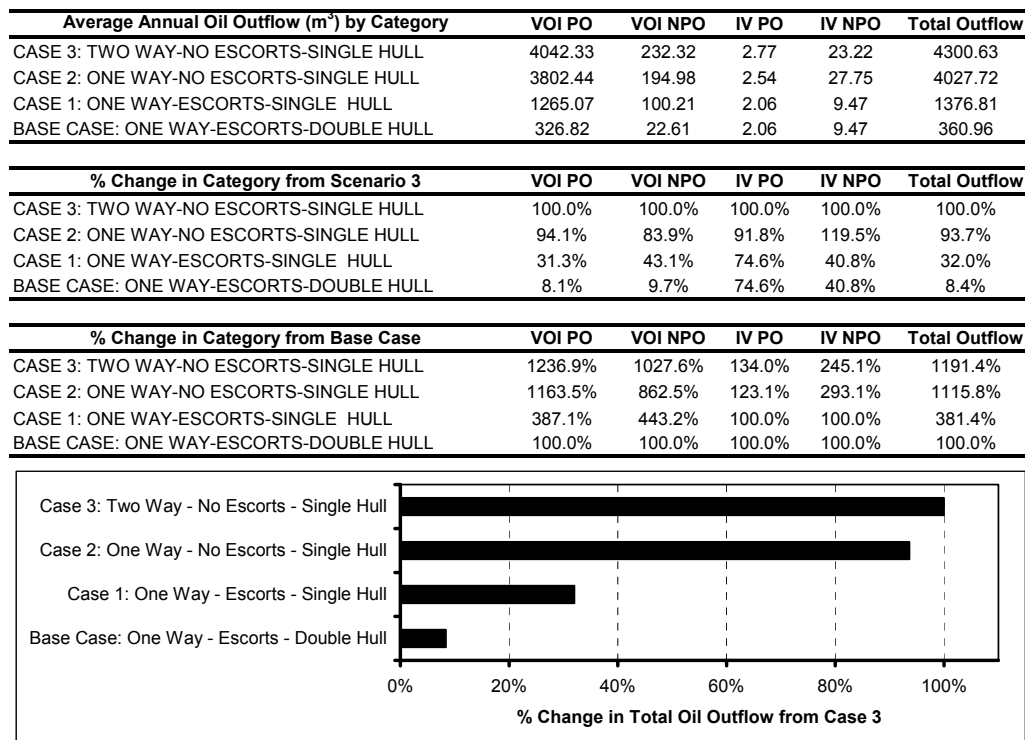 Average Annual Oil Outflow (m³) by Category VOI PO VOI NPO IV PO IV NPO Total Outflow
CASE 3: TWO WAY-NO ESCORTS-SINGLE HULL 4042.33 232.32 2.77 23.22 4300.63
CASE 2: ONE WAY-NO ESCORTS-SINGLE HULL 3802.44 194.98 2.54 27.75 4027.72
CASE 1: ONE WAY-ESCORTS-SINGLE HULL 1265.07 100.21 2.06 9.47 1376.81
BASE CASE: ONE WAY-ESCORTS-DOUBLE HULL 326.82 22.61 2.06 9.47 360.96
% Change in Category from Scenario 3 VOI PO VOI NPO IV PO IV NPO Total Outflow
CASE 3: TWO WAY-NO ESCORTS-SINGLE HULL 100.0% 100.0% 100.0% 100.0% 100.0%
CASE 2: ONE WAY-NO ESCORTS-SINGLE HULL 94.1% 83.9% 91.8% 119.5% 93.7%
CASE 1: ONE WAY-ESCORTS-SINGLE HULL 31.3% 43.1% 74.6% 40.8% 32.0%
BASE CASE: ONE WAY-ESCORTS-DOUBLE HULL 8.1% 9.7% 74.6% 40.8% 8.4%
% Change in Category from Base Case VOI PO VOI NPO IV PO IV NPO Total Outflow
CASE 3: TWO WAY-NO ESCORTS-SINGLE HULL 1236.9% 1027.6% 134.0% 245.1% 1191.4%
CASE 2: ONE WAY-NO ESCORTS-SINGLE HULL 1163.5% 862.5% 123.1% 293.1% 1115.8%
CASE 1: ONE WAY-ESCORTS-SINGLE HULL 387.1% 443.2% 100.0% 100.0% 381.4%
BASE CASE: ONE WAY-ESCORTS-DOUBLE HULL 100.0% 100.0% 100.0% 100.0% 100.0%
Case 3: Two Way - No Escorts - Single Hull
Case 2: One Way - No Escorts - Single Hull
Case 1: One Way - Escorts - Single Hull
Base Case: One Way - Escorts - Double Hull
0% 20% 40% 60% 80% 100%
% Change in Total Oil Outflow from Case 3